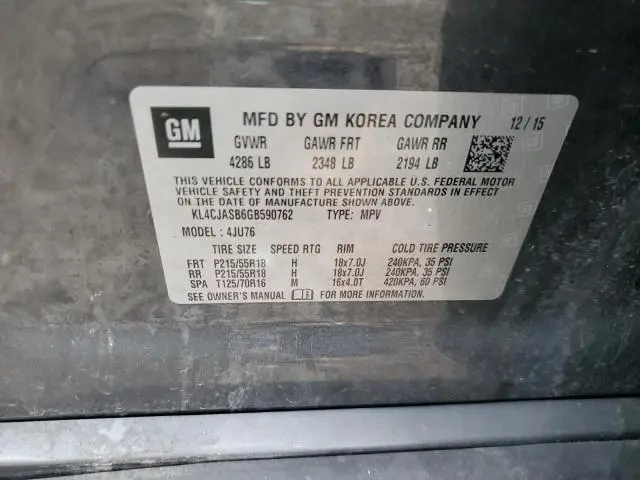 GM
MFD BY GM KOREA COMPANY 12/15
GVWR GAWR FRT GAWR RR
4286 LB 2348 LB 2194 LB
THIS VEHICLE CONFORMS TO ALL APPLICABLE U.S. FEDERAL MOTOR
VEHICLE SAFETY AND THEFT PREVENTION STANDARDS IN EFFECT
ON THE DATE OF MANUFACTURE SHOWN ABOVE.
KL4CJASB6GB590762 TYPE: MPV
MODEL: 4JU76
TIRE SIZE SPEED RTG RIM COLD TIRE PRESSURE
FRT P215/55R18 H 18x7.0J 240KPA, 35 PSI
RR P215/55R18 H 18x7.0J 240KPA, 35 PSI
SPA T125/70R16 M 16x4.0T 420KPA, 60 PSI
SEE OWNER'S MANUAL FOR MORE INFORMATION.